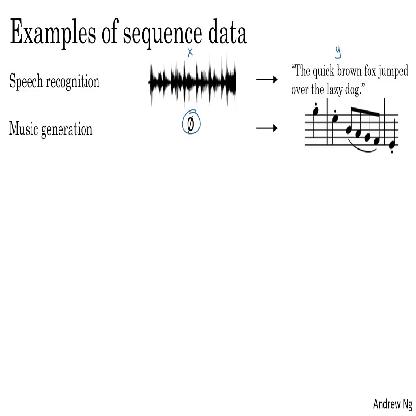 Examples of sequence data
x
y
Speech recognition
"The quick brown fox jumped
over the lazy dog."
Music generation
∅
Andrew Ng